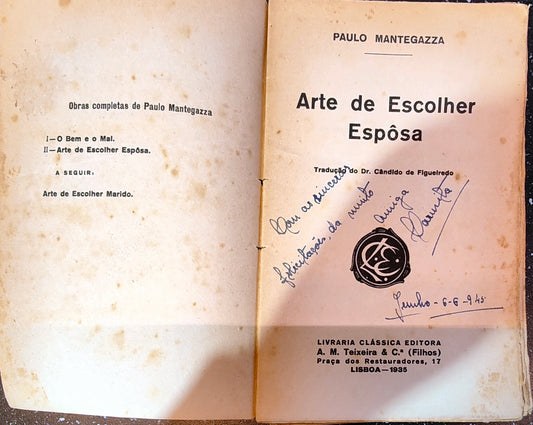 Obras completas de Paulo Mantegazza
I—O Bem e o Mal.
II—Arte de Escolher Espôsa.
A SEGUIR:
Arte de Escolher Marido.
PAULO MANTEGAZZA
Arte de Escolher
Espôsa
Tradução do Dr. Cândido de Figueiredo
Com as sinceras
felicitações da muito
amiga
Junho-6-6-945
LIVRARIA CLÁSSICA EDITORA
A. M. Teixeira & C.ª (Filhos)
Praça dos Restauradores, 17
LISBOA—1935